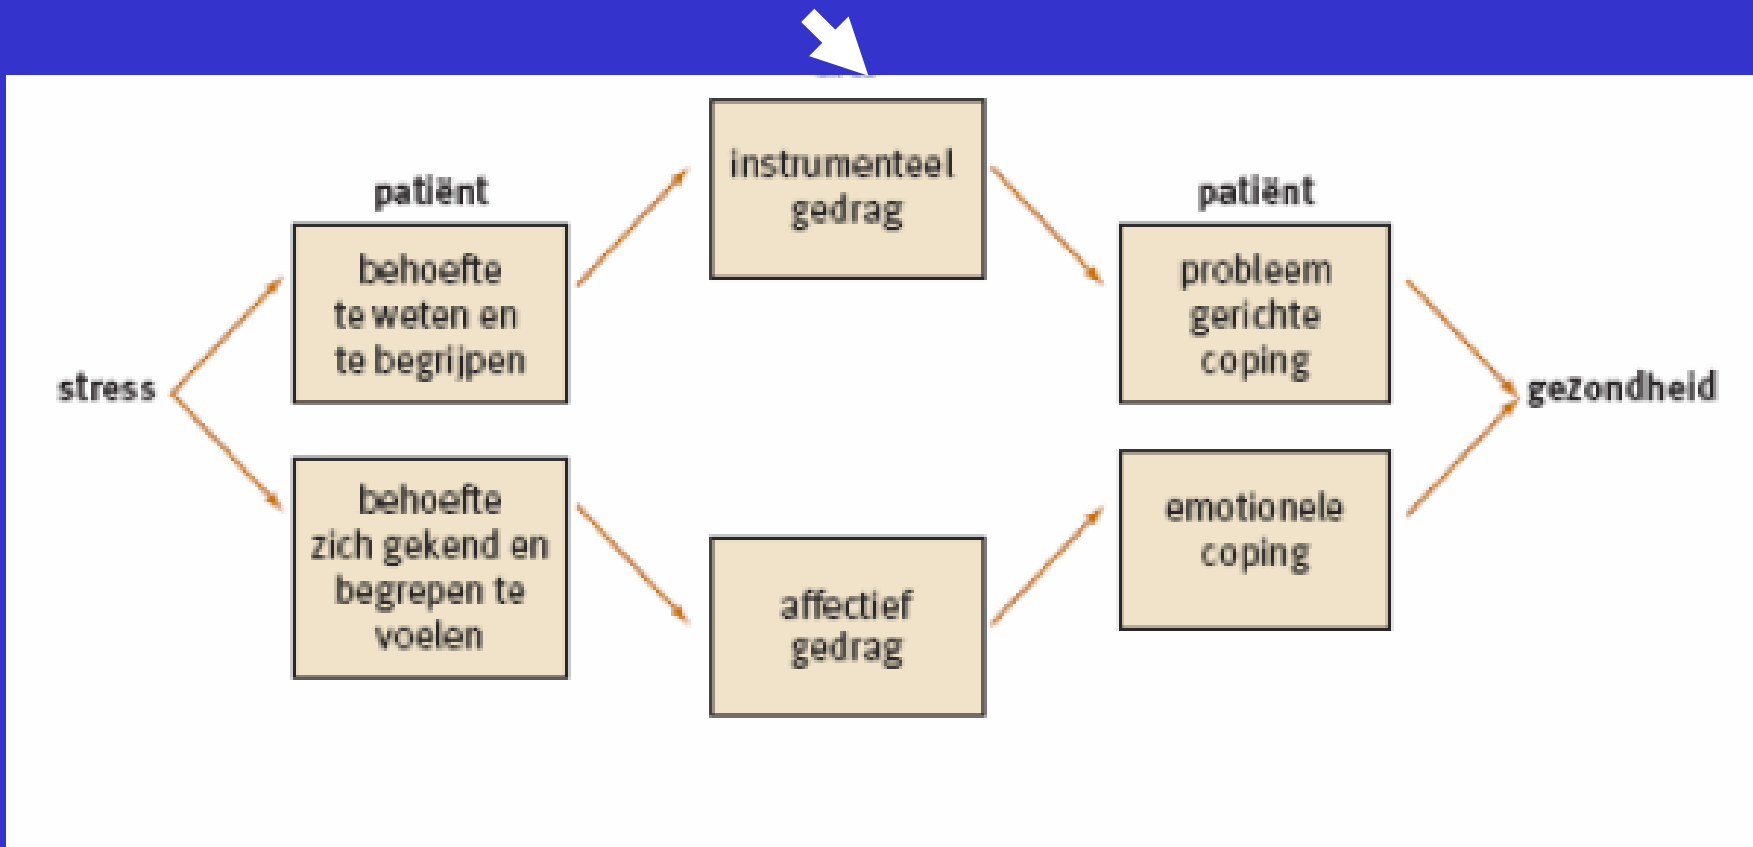 instrumenteel
gedrag
patiënt
patiënt
behoefte
te weten en
te begrijpen
probleem
gerichte
coping
stress
gezondheid
behoefte
zich gekend en
begrepen te
voelen
emotionele
coping
affectief
gedrag